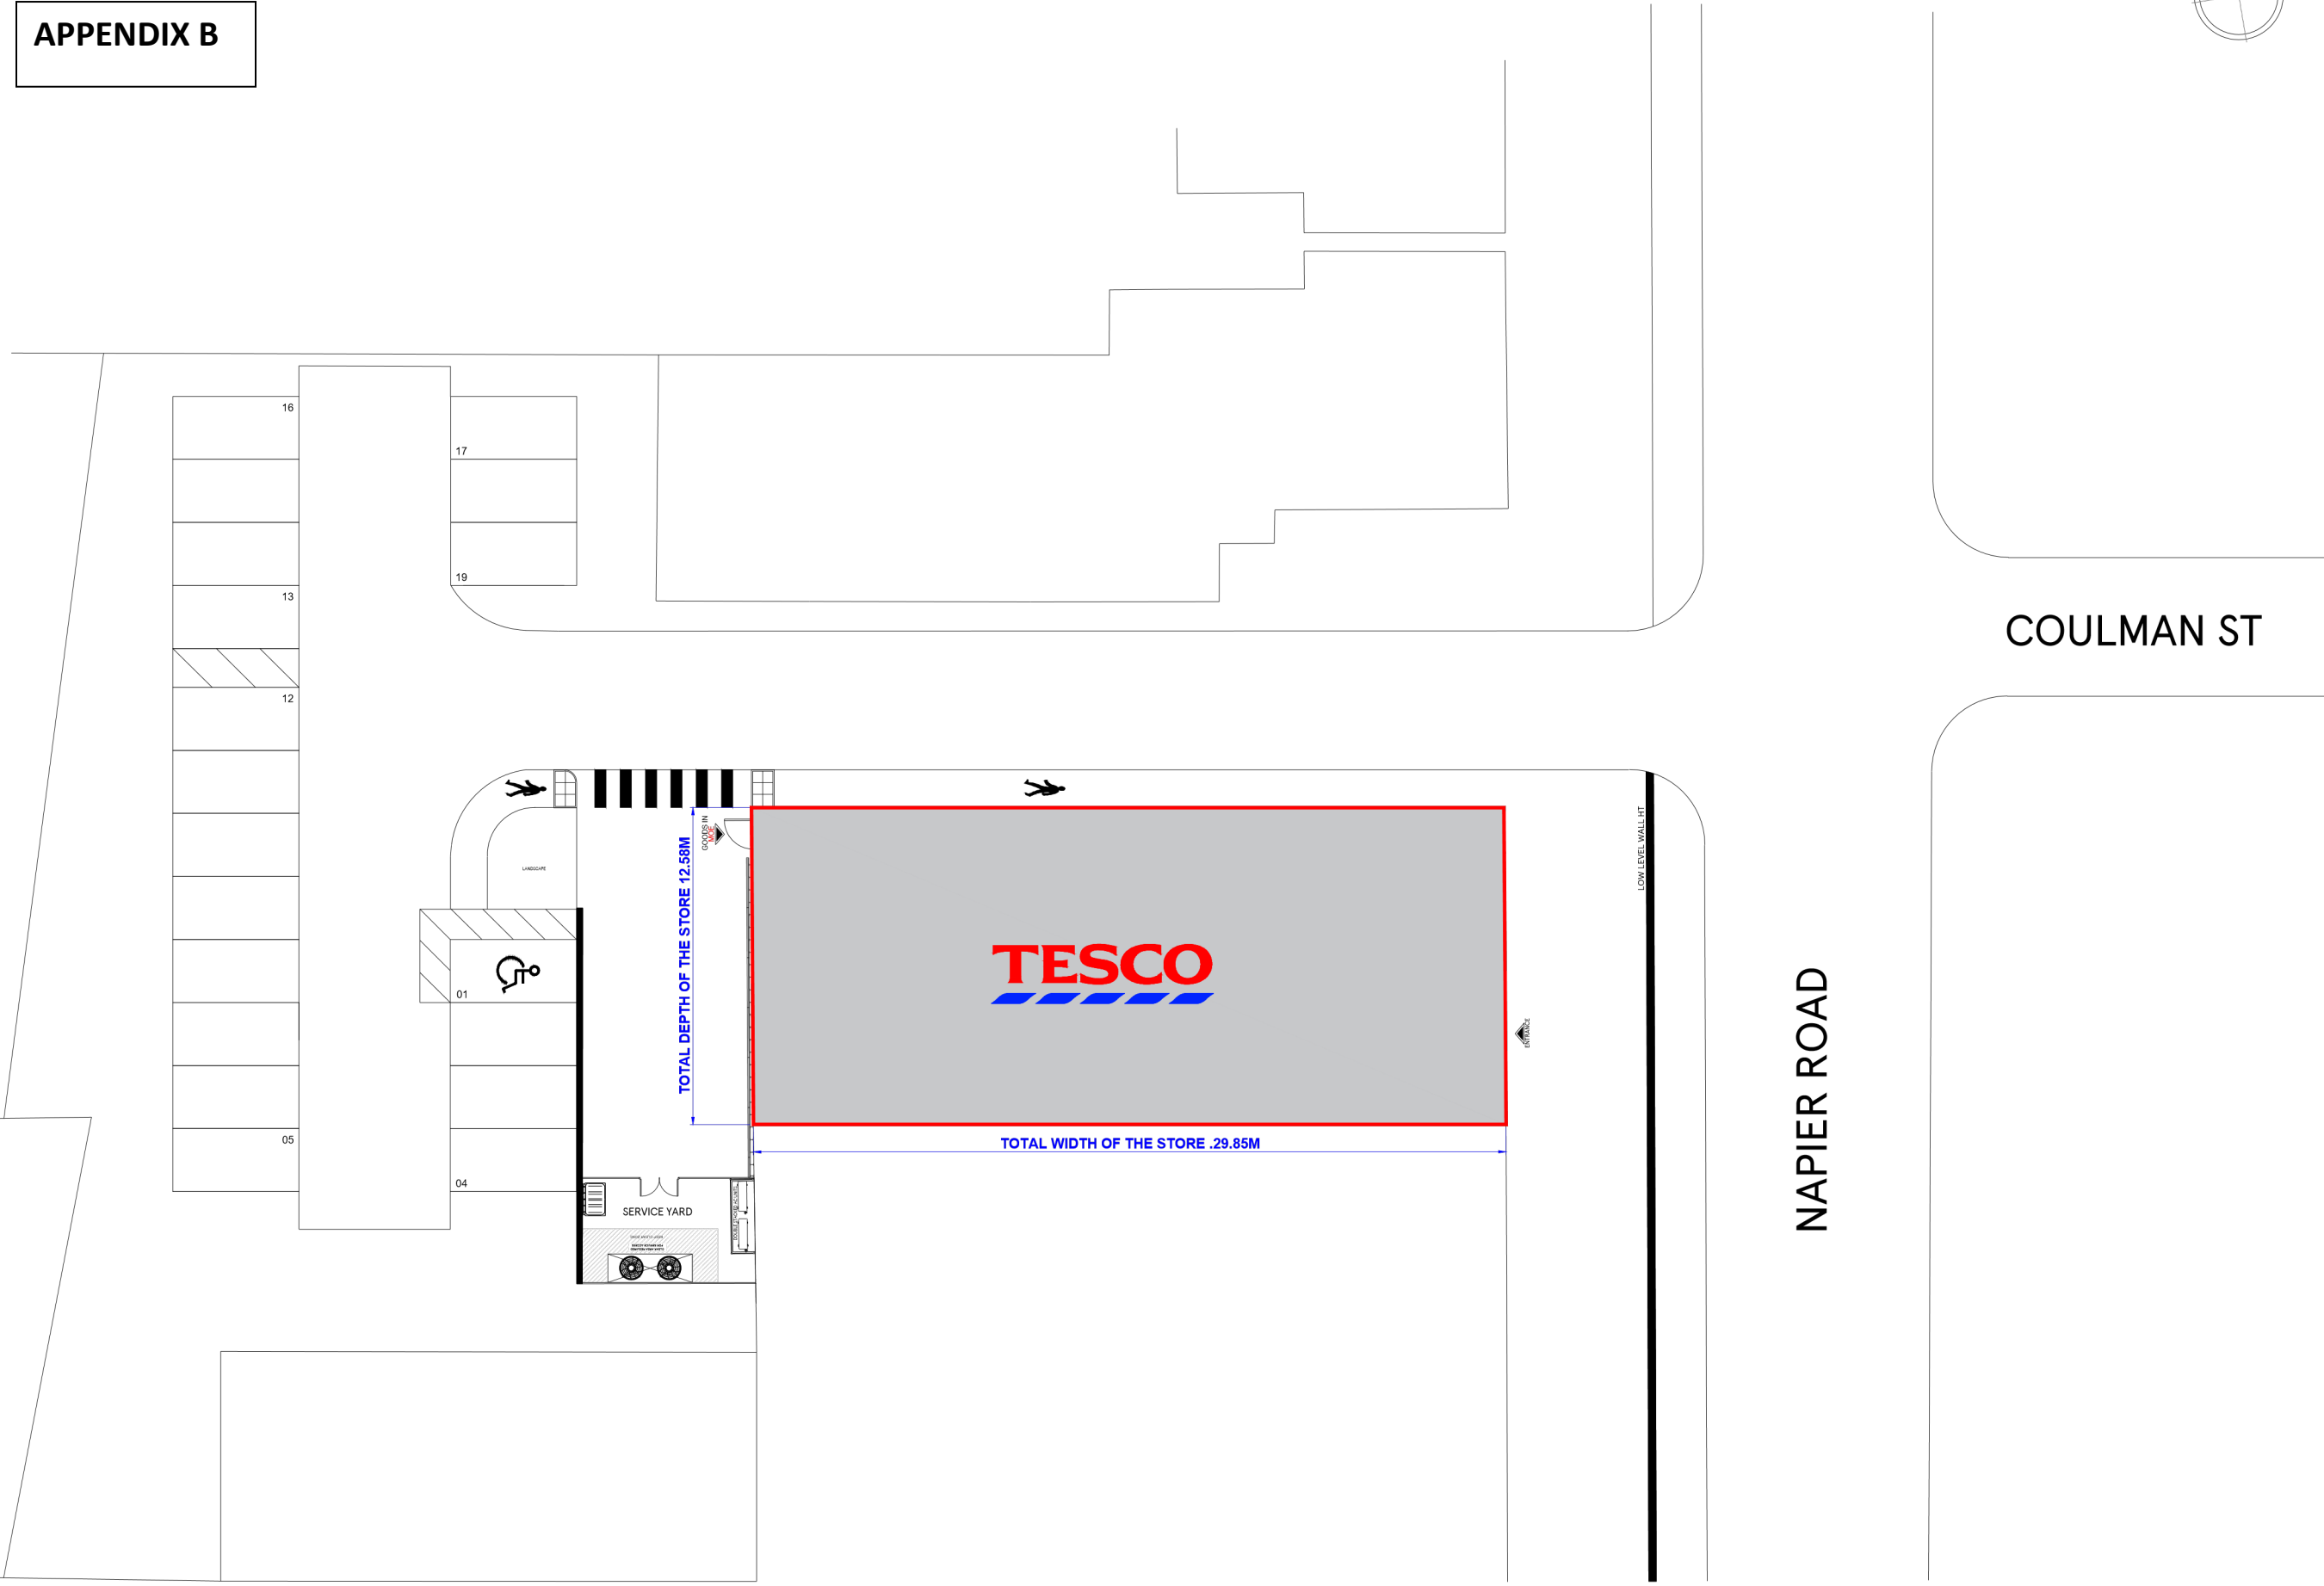 APPENDIX B
16
17
19
13
12
COULMAN ST
GOODS IN
MOE
LOW LEVEL WALL HT
TOTAL DEPTH OF THE STORE 12.58M
LANDSCAPE
TESCO
01
ENTRANCE
NAPIER ROAD
05
TOTAL WIDTH OF THE STORE .29.85M
04
SERVICE YARD